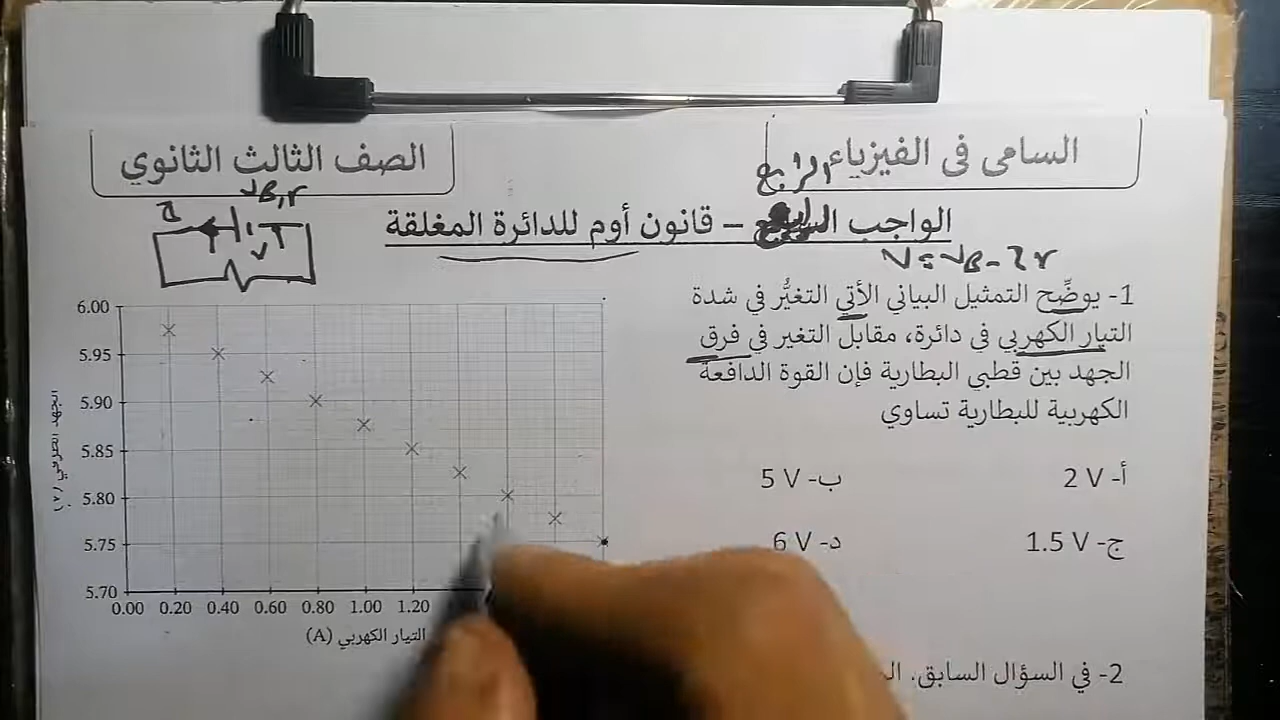 السامى فى الفيزياء
الصف الثالث الثانوي
الرابع
الواجب – قانون أوم للدائرة المغلقة
V = VB - I r
VB, r
V
1- يوضِّح التمثيل البياني الأتي التغيُّر في شدة
التيار الكهربي في دائرة، مقابل التغير في فرق
الجهد بين قطبي البطارية فإن القوة الدافعة
الكهربية للبطارية تساوي
أ- 2 V
ب- 5 V
ج- 1.5 V
د- 6 V
2- في السؤال السابق.
6.00
5.95
5.90
5.85
5.80
5.75
5.70
0.00 0.20 0.40 0.60 0.80 1.00 1.20
التيار الكهربي (A)